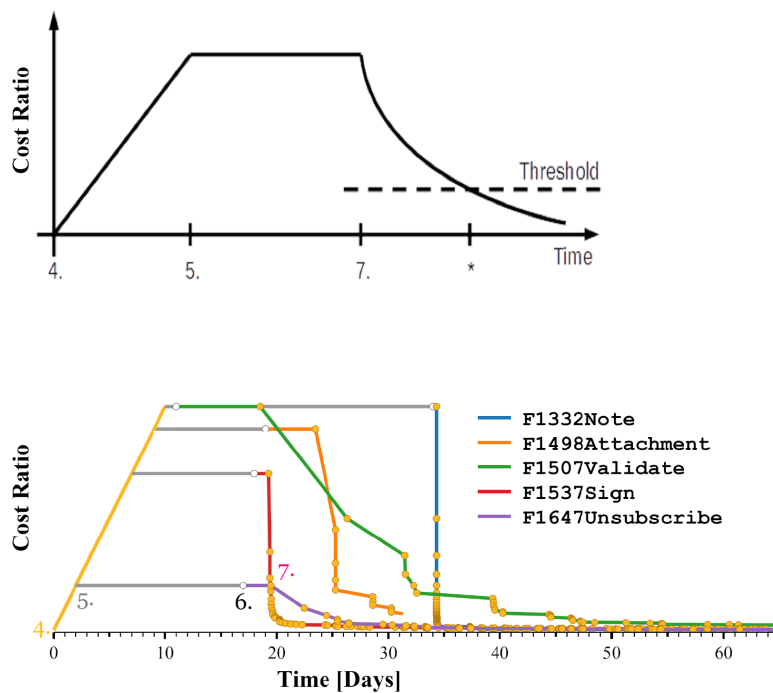 Cost Ratio
Threshold
Time
4.
5.
7.
*
Cost Ratio
F1332Note
F1498Attachment
F1507Validate
F1537Sign
F1647Unsubscribe
7.
5.
6.
4.
0
10
20
30
40
50
60
Time [Days]